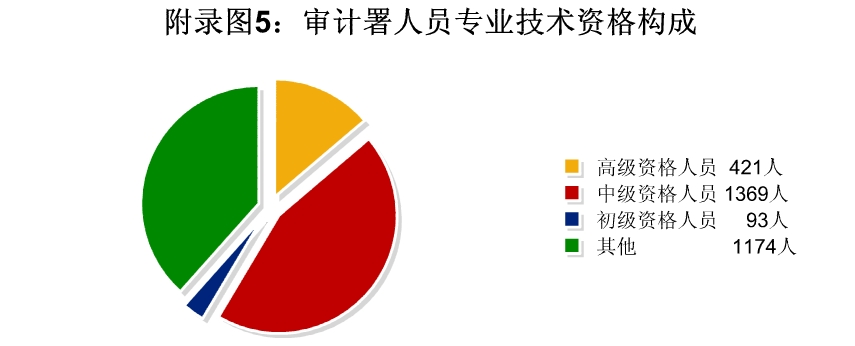 附录图5：审计署人员专业技术资格构成
高级资格人员 421人
中级资格人员 1369人
初级资格人员 93人
其他 1174人